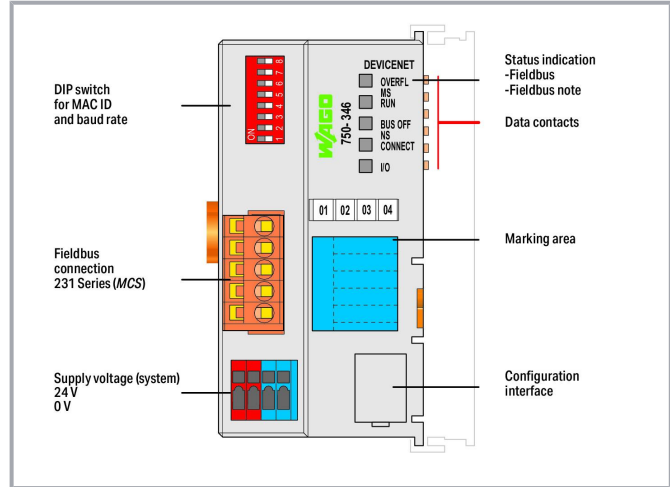 DIP switch
for MAC ID
and baud rate
Fieldbus
connection
231 Series (MCS)
Supply voltage (system)
24 V
0 V
ON
1 2 3 4 5 6 7 8
WAGO
750-346
DEVICENET
OVERFL
MS
RUN
BUS OFF
NS
CONNECT
I/O
01 02 03 04
Status indication
-Fieldbus
-Fieldbus note
Data contacts
Marking area
Configuration
interface